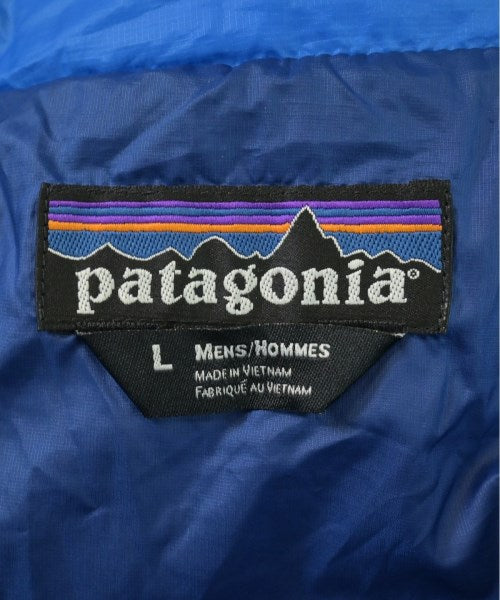 patagonia®
L MENS/HOMMES
MADE IN VIETNAM
FABRIQUÉ AU VIETNAM